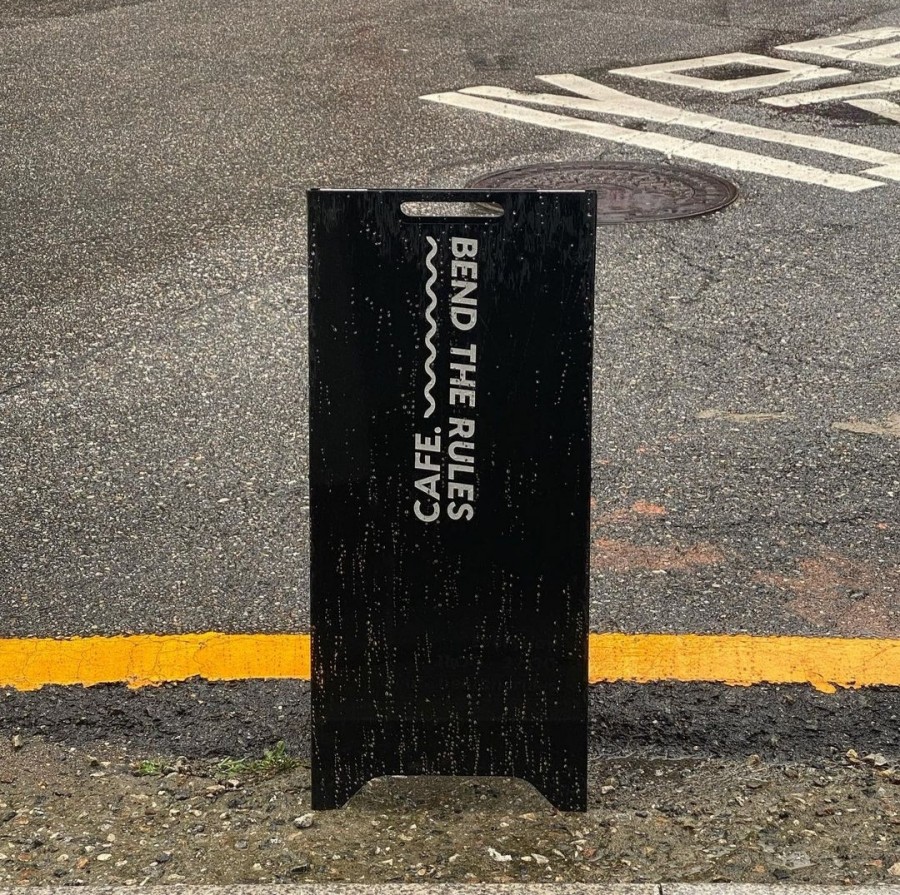 BEND THE RULES
CAFE.